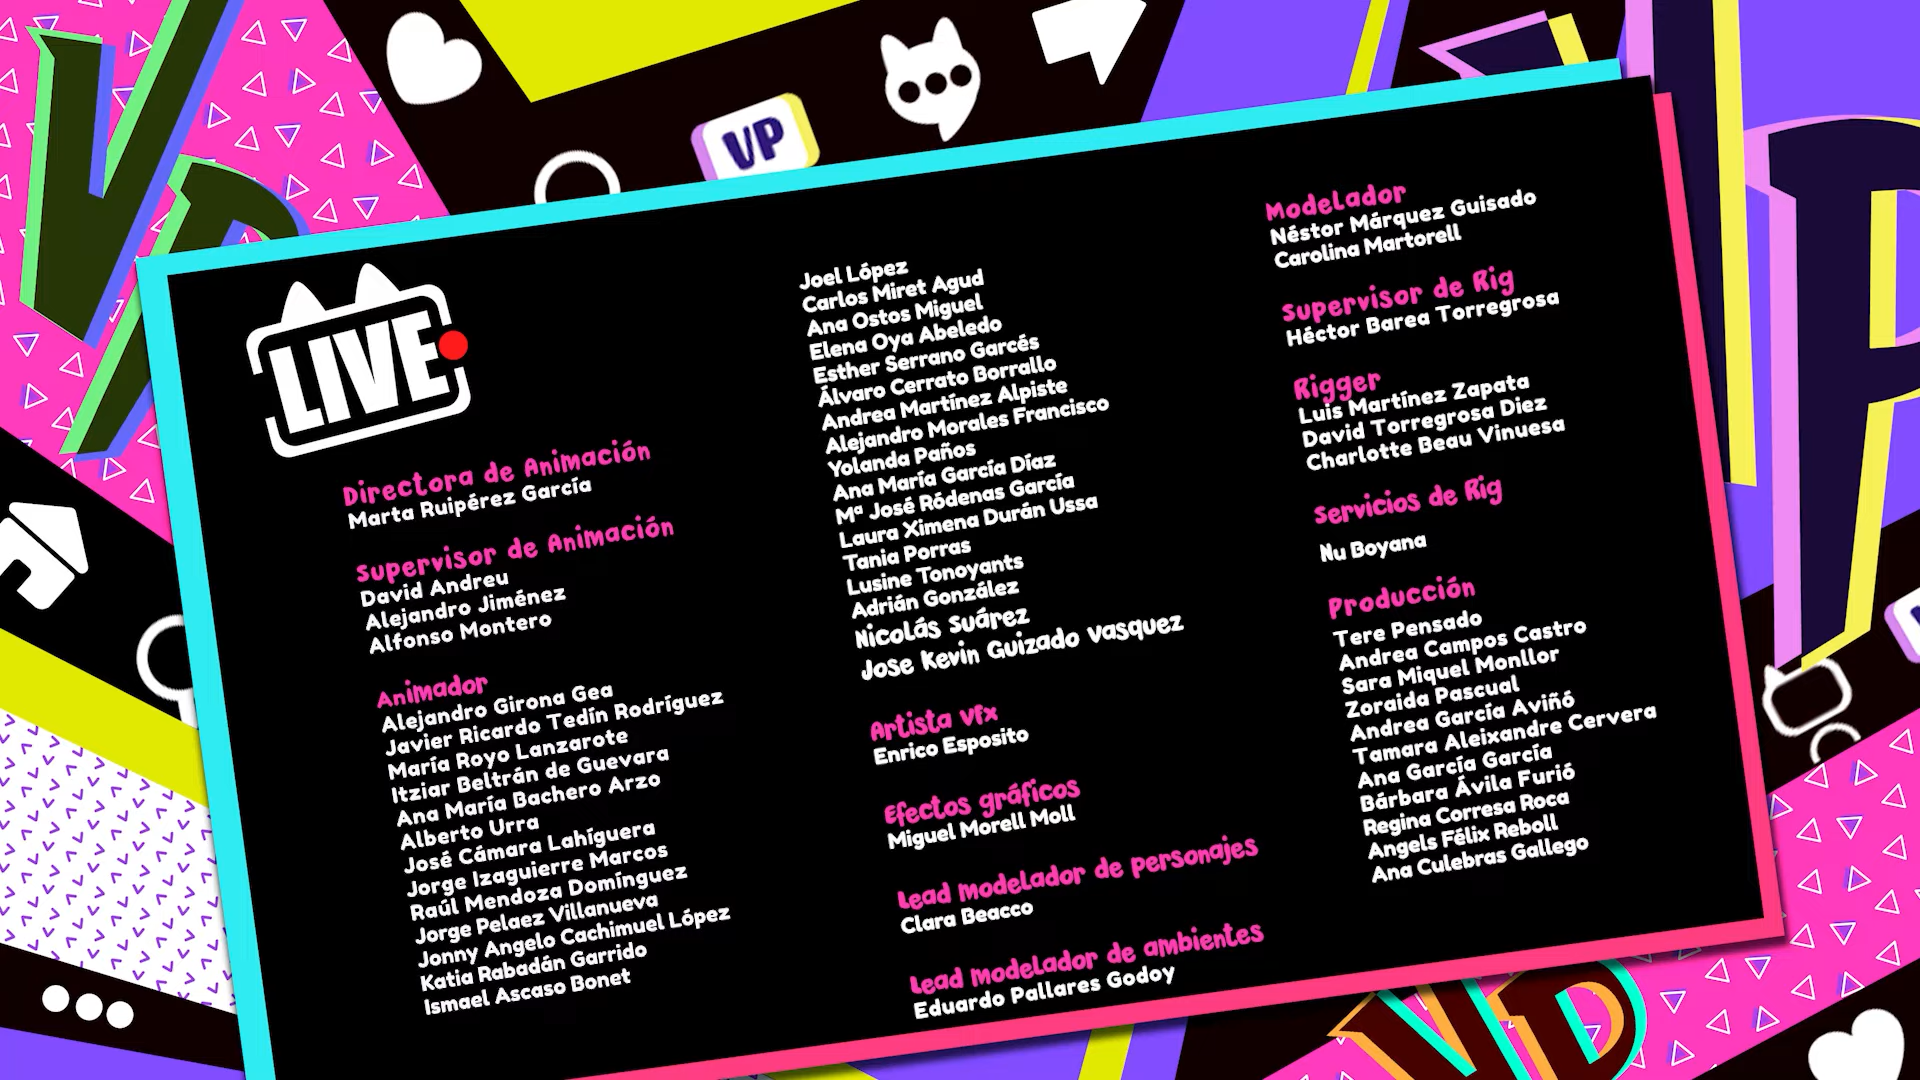 VP
VP
LIVE
Directora de Animación
Marta Ruipérez García
Supervisor de Animación
David Andreu
Alejandro Jiménez
Alfonso Montero
Animador
Alejandro Girona Gea
Javier Ricardo Tedín Rodríguez
María Royo Lanzarote
Itziar Beltrán de Guevara
Ana María Bachero Arzo
Alberto Urra
José Cámara Lahíguera
Jorge Izaguierre Marcos
Raúl Mendoza Domínguez
Jorge Pelaez Villanueva
Jonny Angelo Cachimuel López
Katia Rabadán Garrido
Ismael Ascaso Bonet
Joel López
Carlos Miret Agud
Ana Ostos Miguel
Elena Oya Abeledo
Esther Serrano Garcés
Álvaro Cerrato Borrallo
Andrea Martínez Alpiste
Alejandro Morales Francisco
Yolanda Paños
Ana María García Díaz
Mª José Ródenas García
Laura Ximena Durán Ussa
Tania Porras
Lusine Tonoyants
Adrián González
Nicolás Suárez
Jose Kevin Guizado Vasquez
Artista Vfx
Enrico Esposito
Efectos gráficos
Miguel Morell Moll
Lead Modelador de personajes
Clara Beacco
Lead Modelador de ambientes
Eduardo Pallares Godoy
Modelador
Néstor Márquez Guisado
Carolina Martorell
Supervisor de Rig
Héctor Barea Torregrosa
Rigger
Luis Martínez Zapata
David Torregrosa Diez
Charlotte Beau Vinuesa
Servicios de Rig
Nu Boyana
Producción
Tere Pensado
Andrea Campos Castro
Sara Miquel Monllor
Zoraida Pascual
Andrea García Aviñó
Tamara Aleixandre Cervera
Ana García García
Bárbara Ávila Furió
Regina Corresa Roca
Angels Félix Reboll
Ana Culebras Gallego
VP
VP